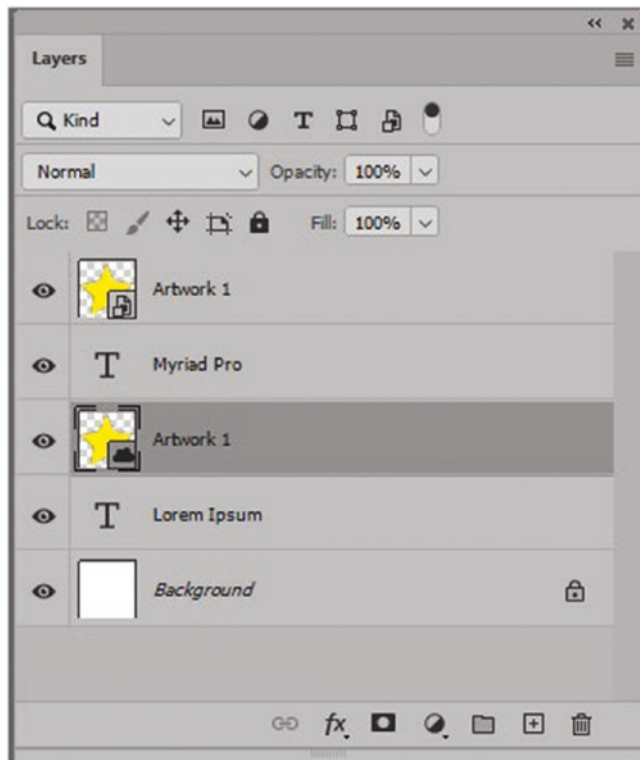 Layers
Kind
Normal Opacity: 100%
Lock: Fill: 100%
Artwork 1
T Myriad Pro
Artwork 1
T Lorem Ipsum
Background
fx